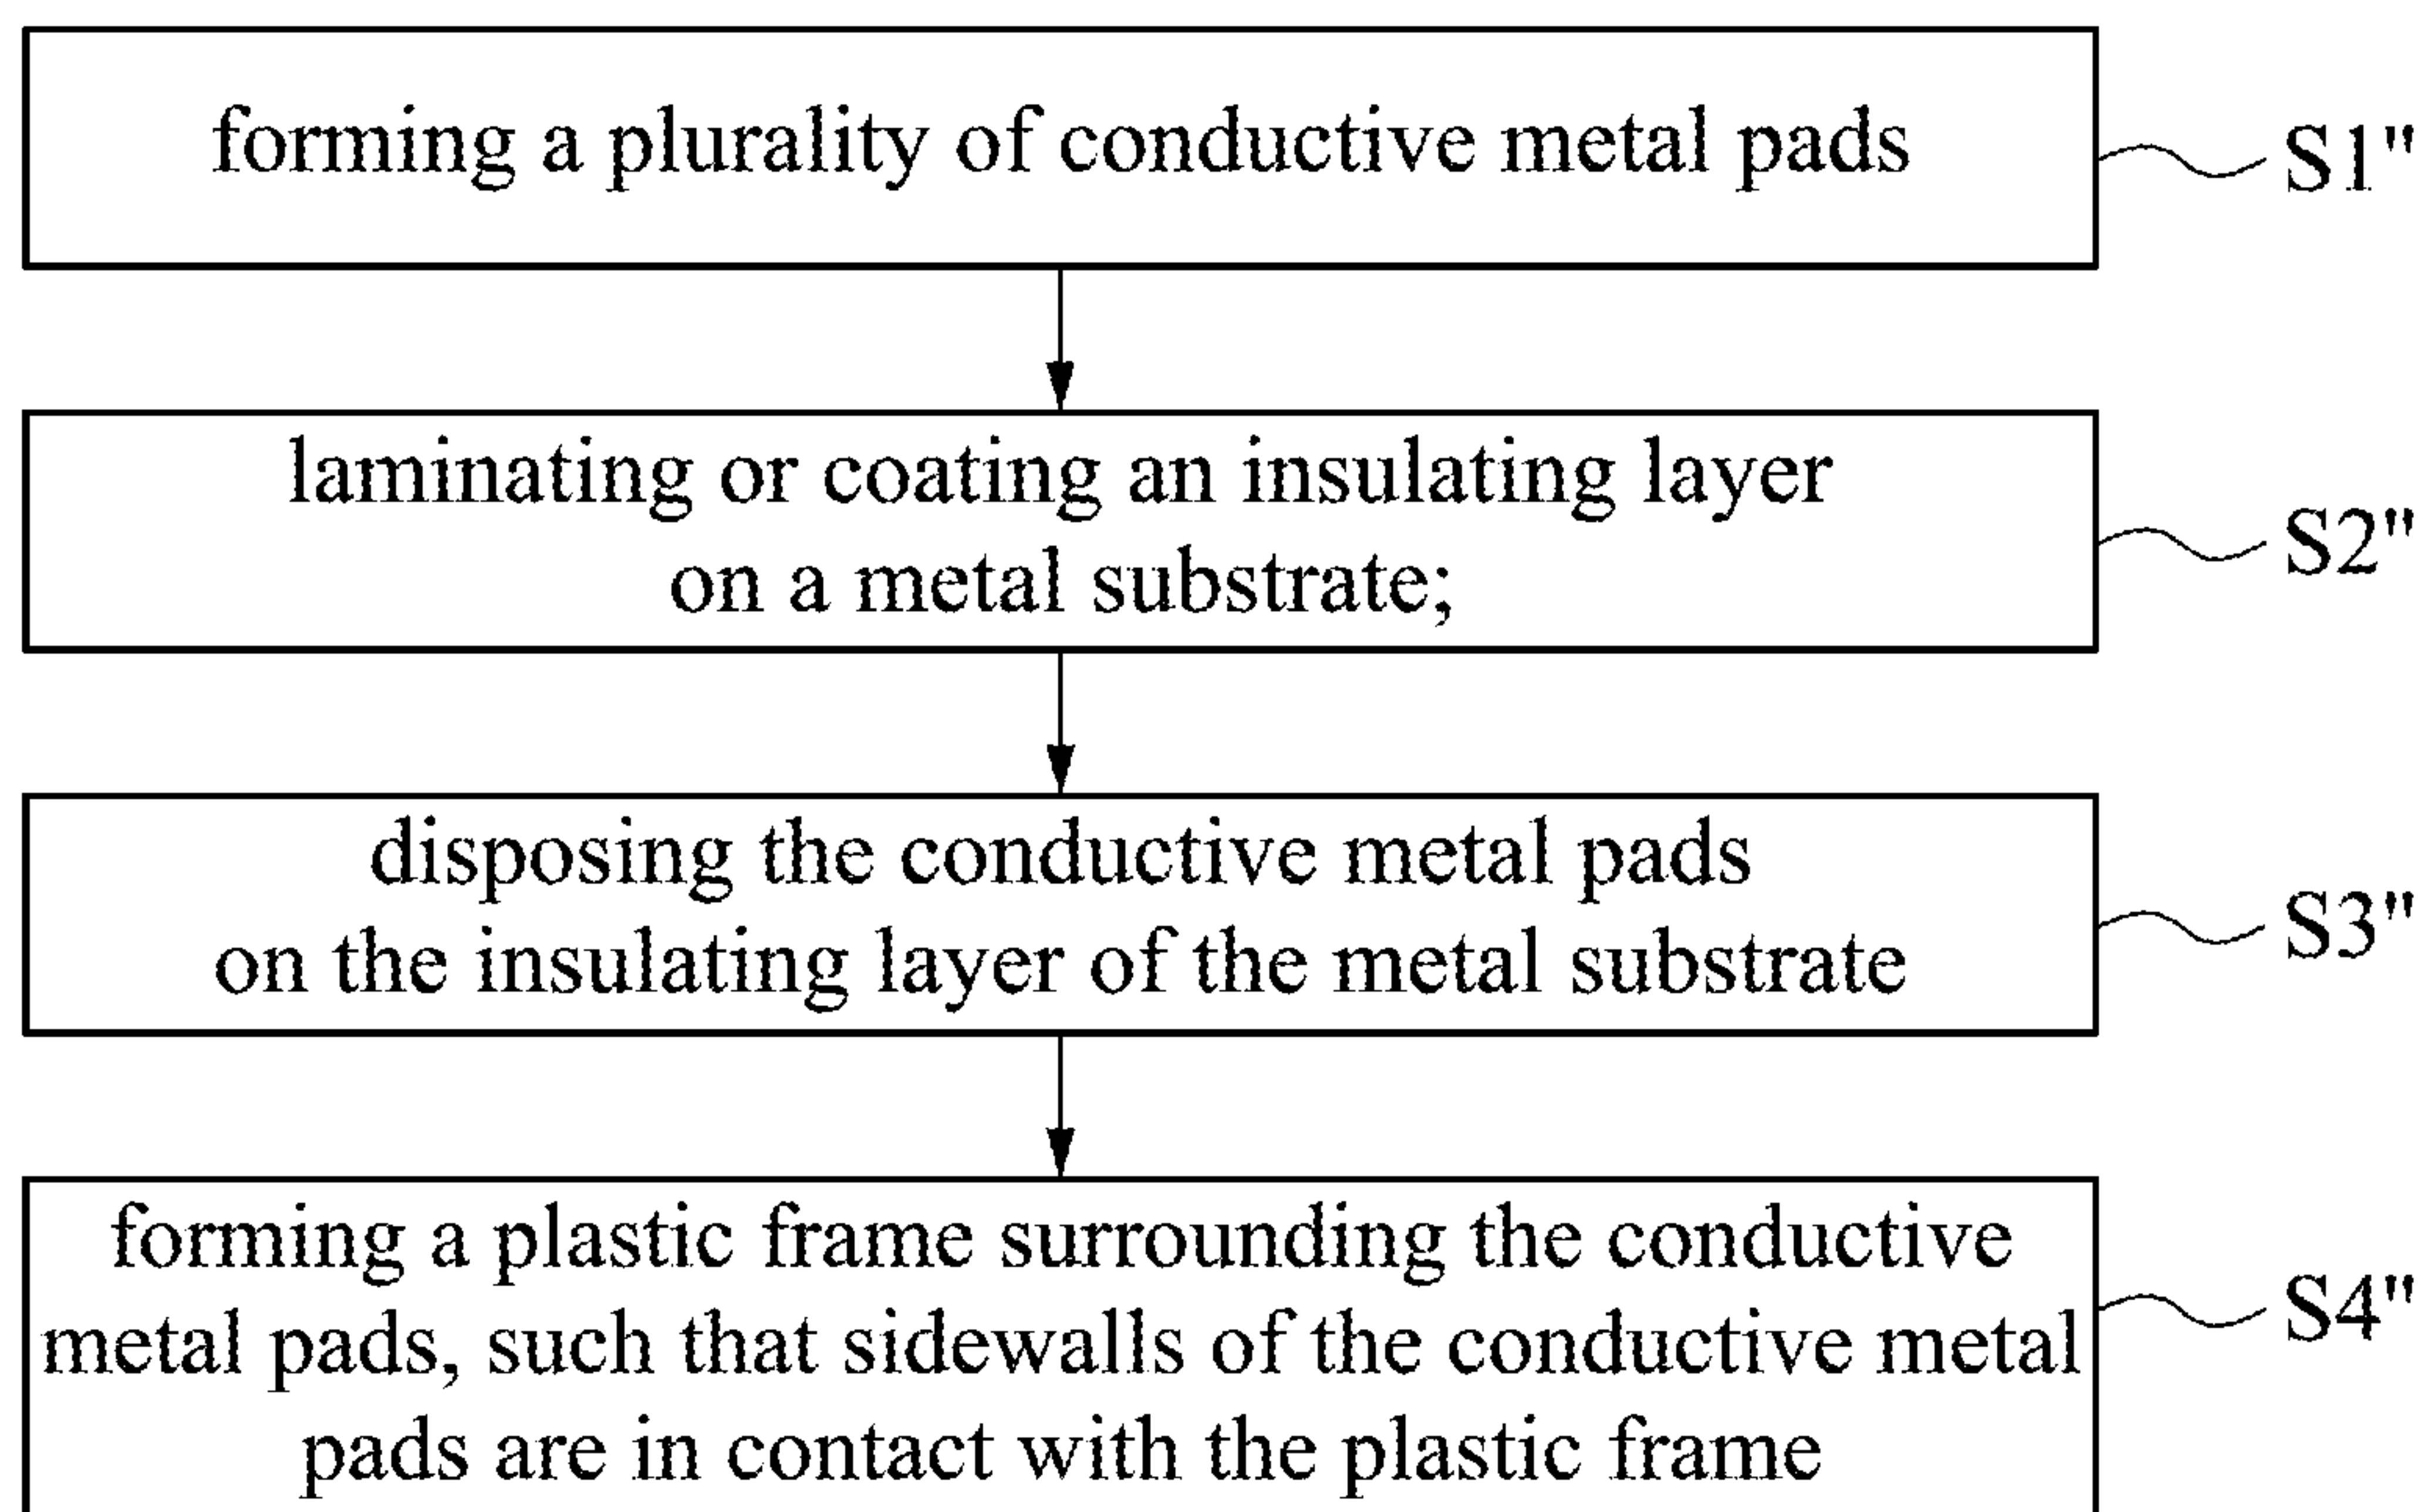 forming a plurality of conductive metal pads
S1"
laminating or coating an insulating layer
on a metal substrate;
S2"
disposing the conductive metal pads
on the insulating layer of the metal substrate
S3"
forming a plastic frame surrounding the conductive
metal pads, such that sidewalls of the conductive metal
pads are in contact with the plastic frame
S4"